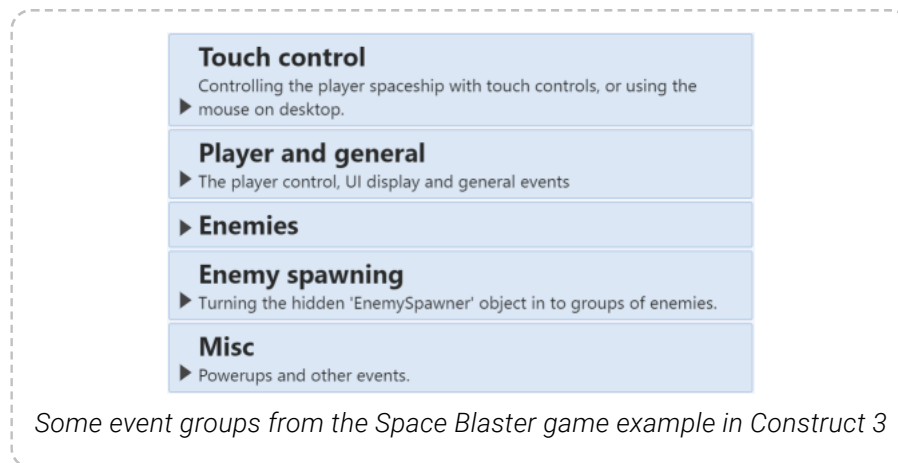 Touch control
Controlling the player spaceship with touch controls, or using the
mouse on desktop.
Player and general
The player control, UI display and general events
Enemies
Enemy spawning
Turning the hidden 'EnemySpawner' object in to groups of enemies.
Misc
Powerups and other events.
Some event groups from the Space Blaster game example in Construct 3